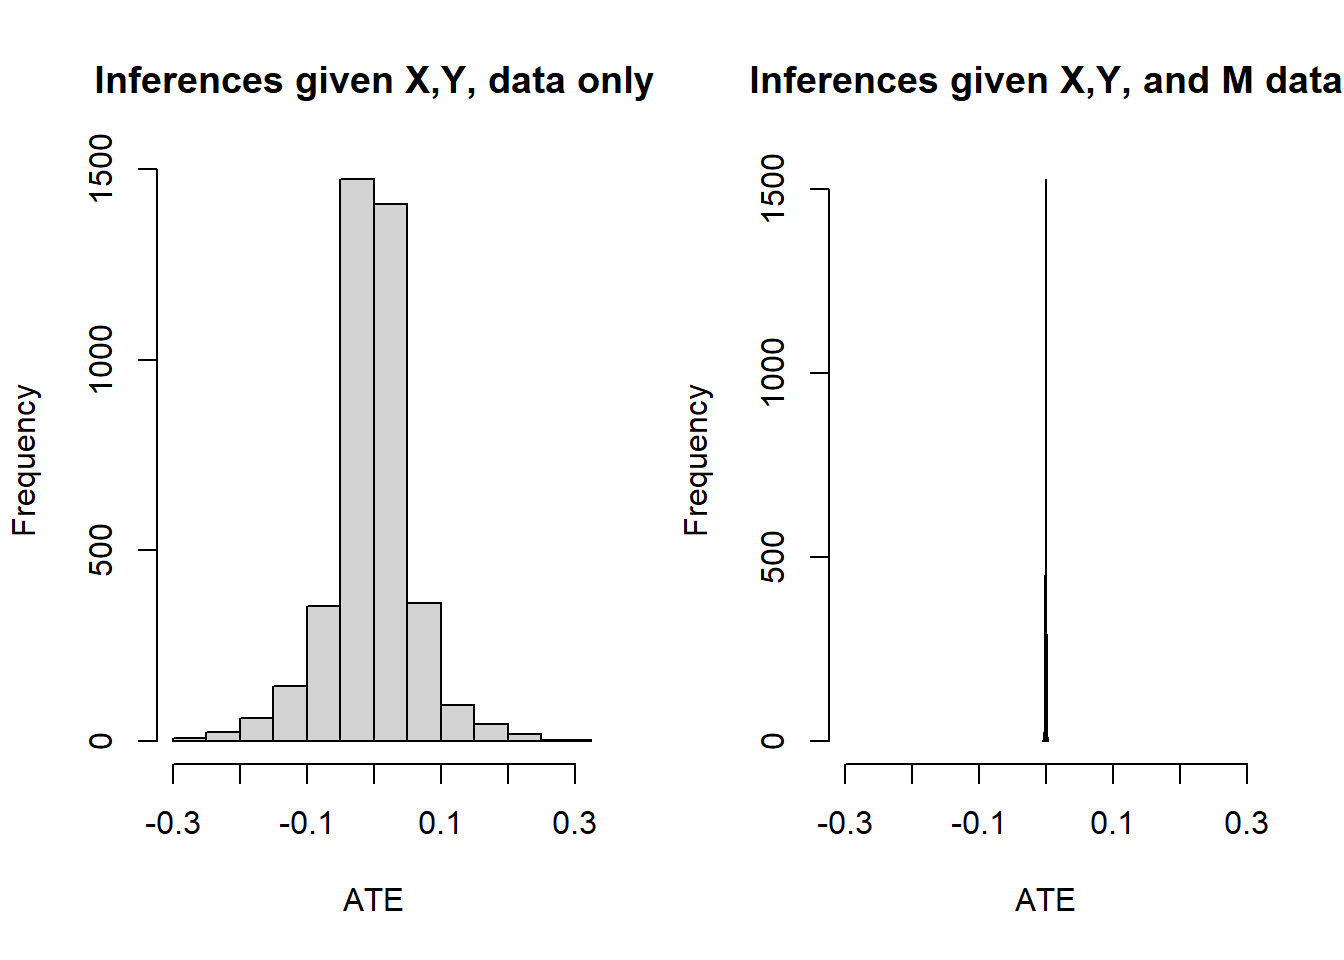 Inferences given X,Y, data only
Frequency
1500
1000
500
0
-0.3
-0.1
0.1
0.3
ATE
Inferences given X,Y, and M data
Frequency
1500
1000
500
0
-0.3
-0.1
0.1
0.3
ATE